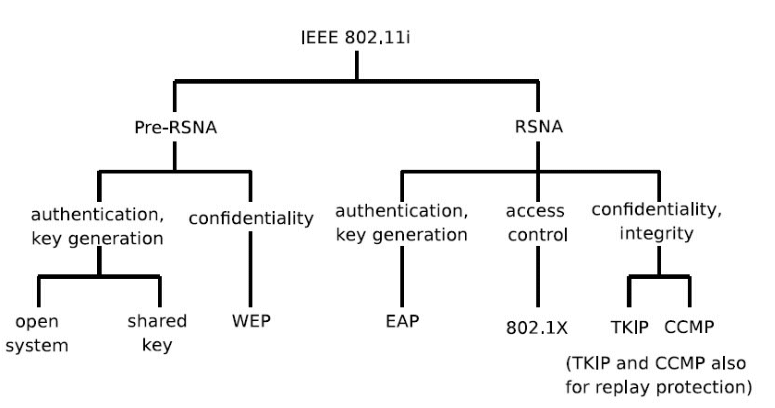 IEEE 802.11i
Pre-RSNA
RSNA
authentication,
key generation
confidentiality
authentication,
key generation
access
control
confidentiality,
integrity
open
system
shared
key
WEP
EAP
802.1X
TKIP
CCMP
(TKIP and CCMP also
for replay protection)